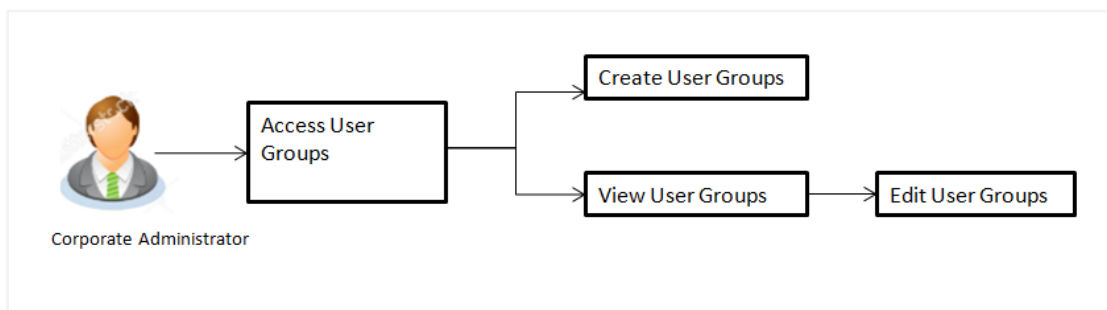 Create User Groups
Access User
Groups
View User Groups
Edit User Groups
Corporate Administrator